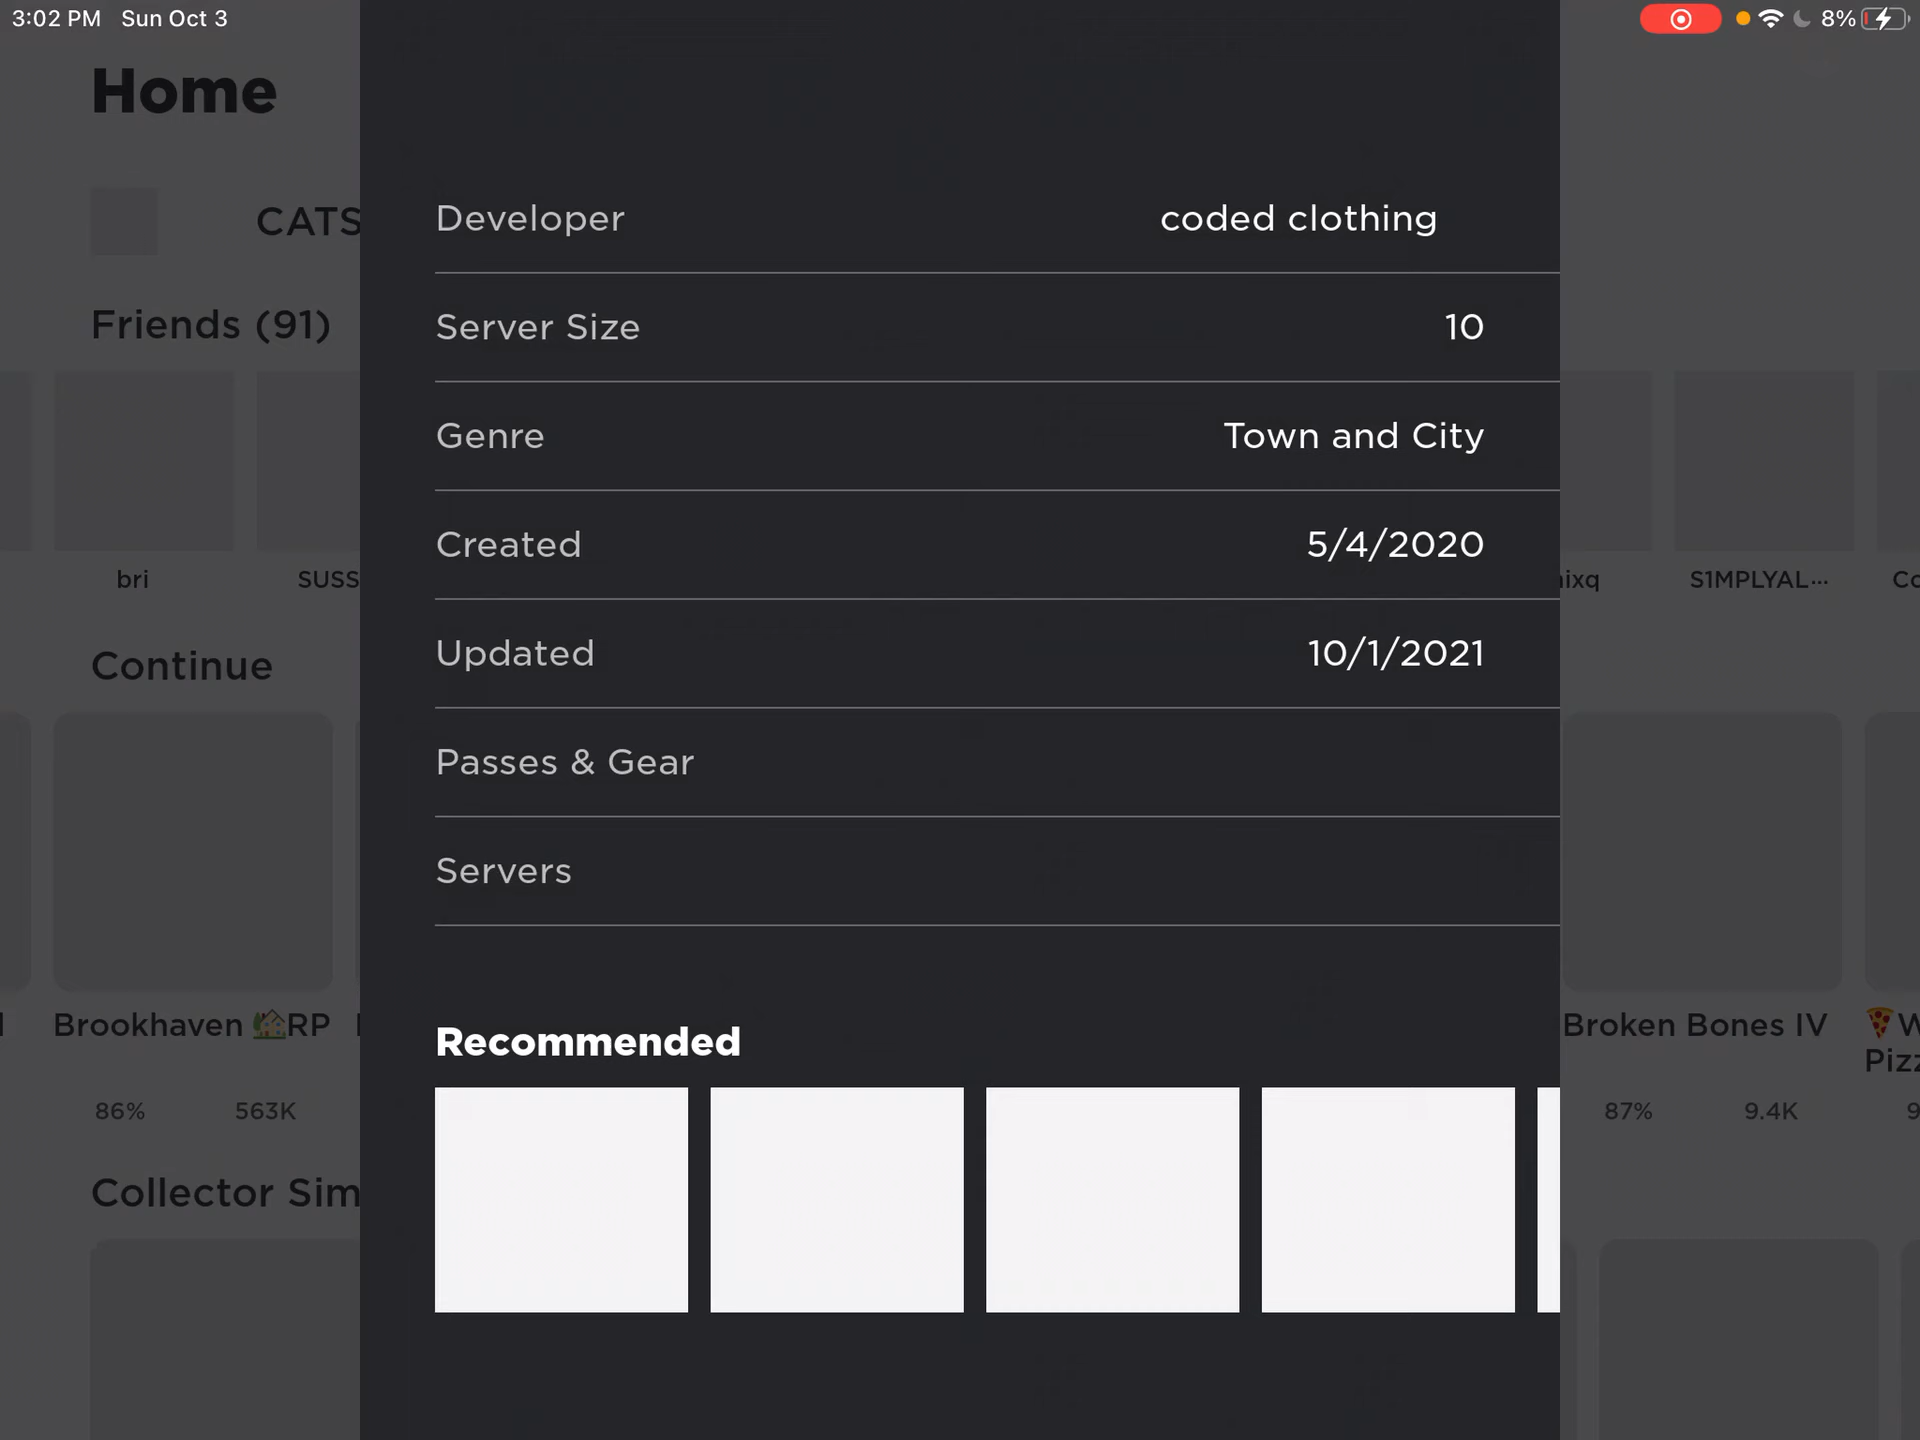 3:02 PM Sun Oct 3
8%
Home
CATS
Friends (91)
bri
SUSS
ixq
S1MPLYAL...
Co
Continue
Brookhaven 🏡RP
Broken Bones IV
🍕W
Pizz
86% 563K
87% 9.4K
9
Collector Sim
Developer coded clothing
Server Size 10
Genre Town and City
Created 5/4/2020
Updated 10/1/2021
Passes & Gear
Servers
Recommended